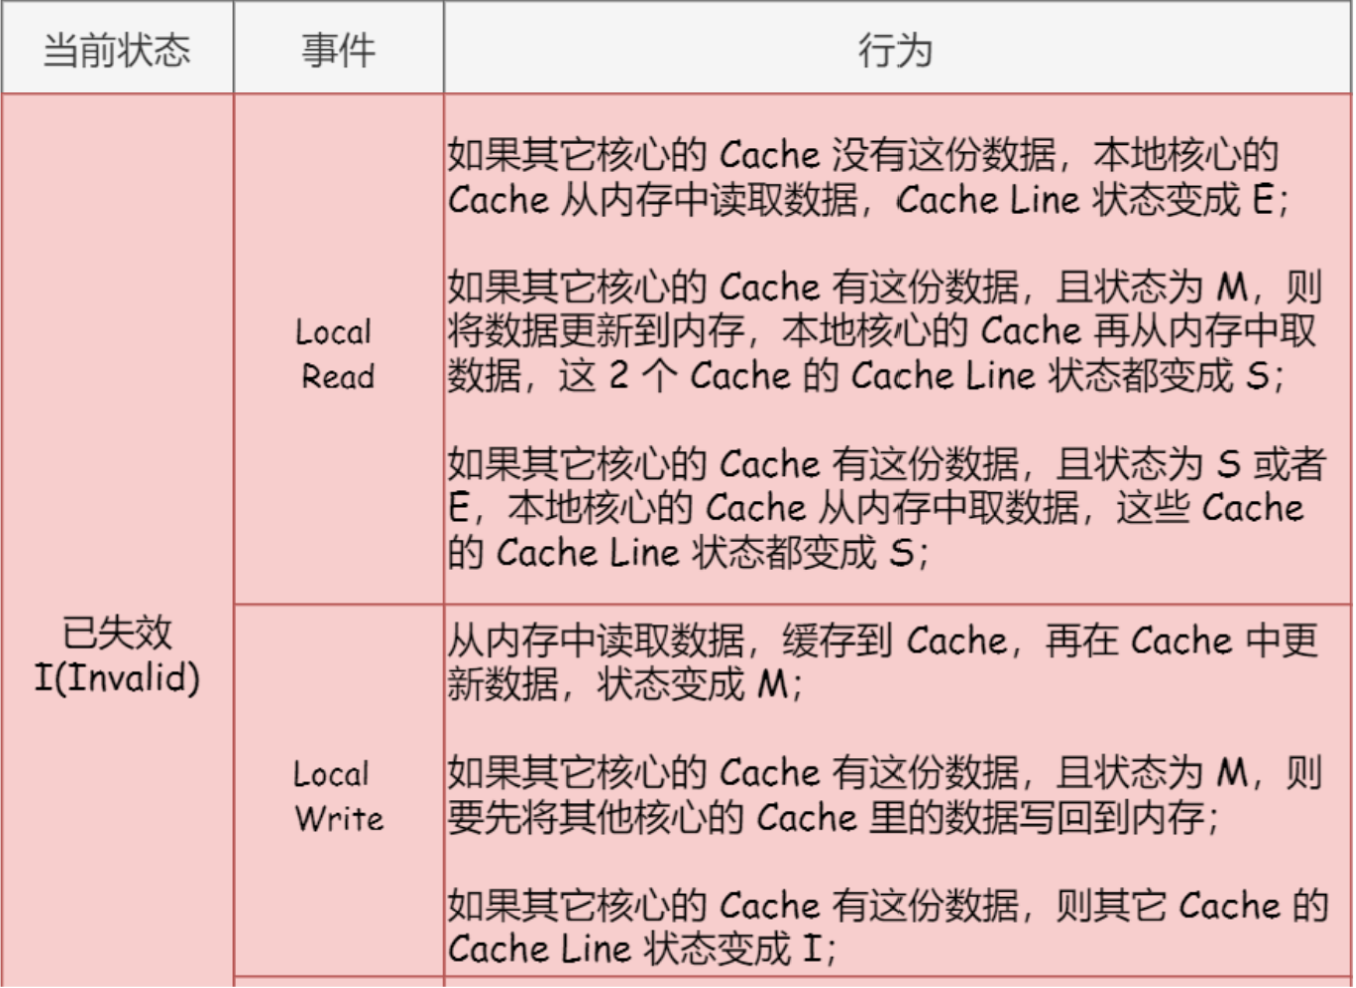 当前状态
事件
行为
已失效
I(Invalid)
Local
Read
如果其它核心的 Cache 没有这份数据，本地核心的
Cache 从内存中读取数据，Cache Line 状态变成 E；
如果其它核心的 Cache 有这份数据，且状态为 M，则
将数据更新到内存，本地核心的 Cache 再从内存中取
数据，这 2 个 Cache 的 Cache Line 状态都变成 S；
如果其它核心的 Cache 有这份数据，且状态为 S 或者
E，本地核心的 Cache 从内存中取数据，这些 Cache
的 Cache Line 状态都变成 S；
Local
Write
从内存中读取数据，缓存到 Cache，再在 Cache 中更
新数据，状态变成 M；
如果其它核心的 Cache 有这份数据，且状态为 M，则
要先将其他核心的 Cache 里的数据写回到内存；
如果其它核心的 Cache 有这份数据，则其它 Cache 的
Cache Line 状态变成 I；